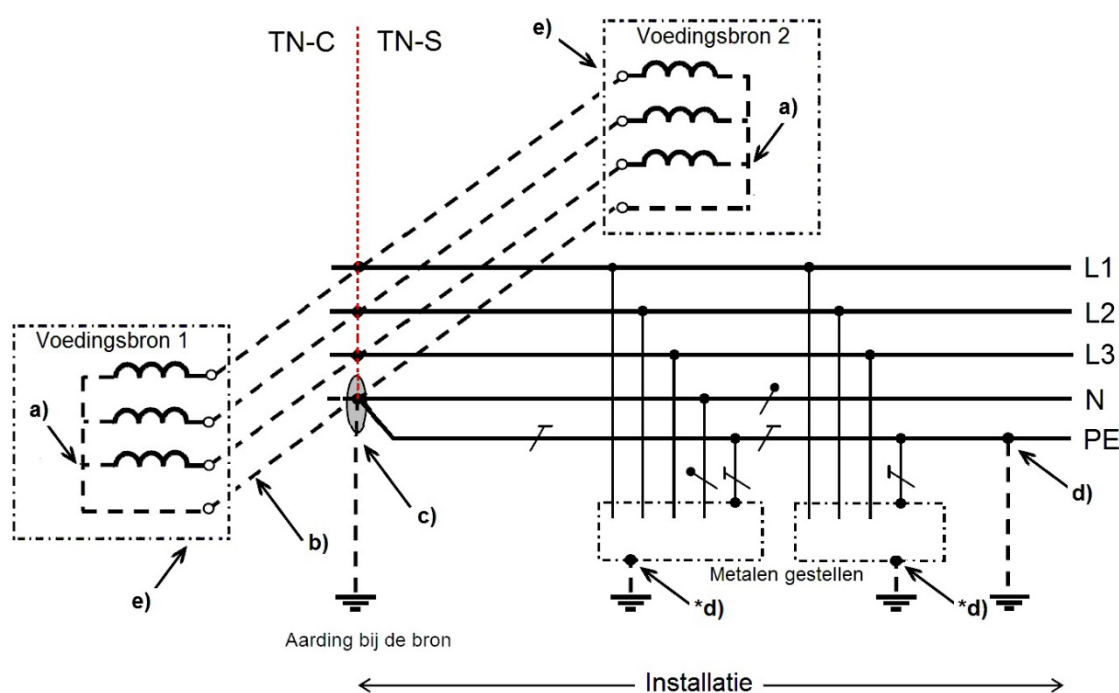 TN-C
TN-S
e)
Voedingsbron 2
a)
L1
L2
Voedingsbron 1
L3
a)
N
PE
b)
c)
d)
e)
*d)
Metalen gestellen
*d)
Aarding bij de bron
Installatie